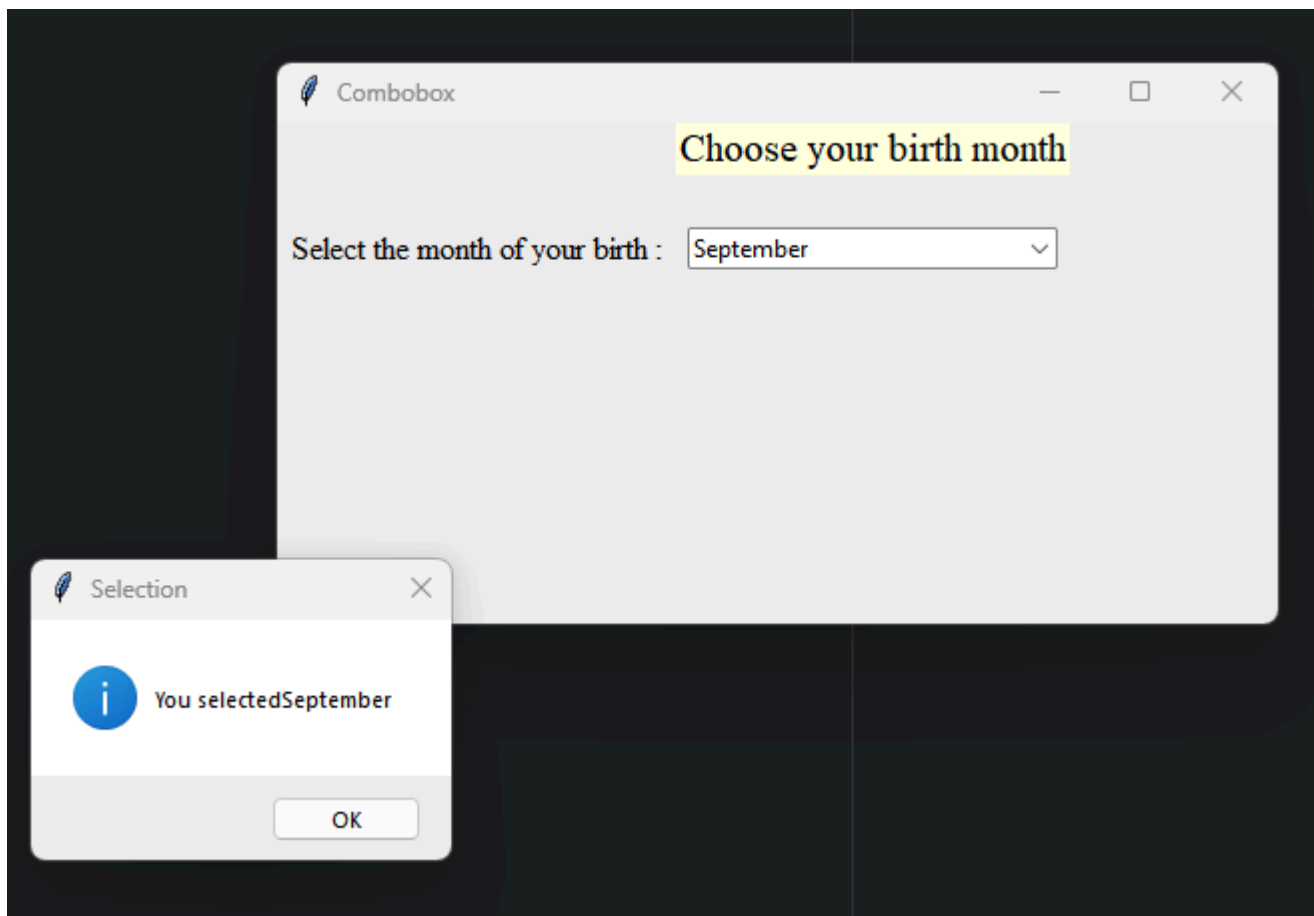 Combobox
Choose your birth month
Select the month of your birth : September
Selection
You selectedSeptember
OK